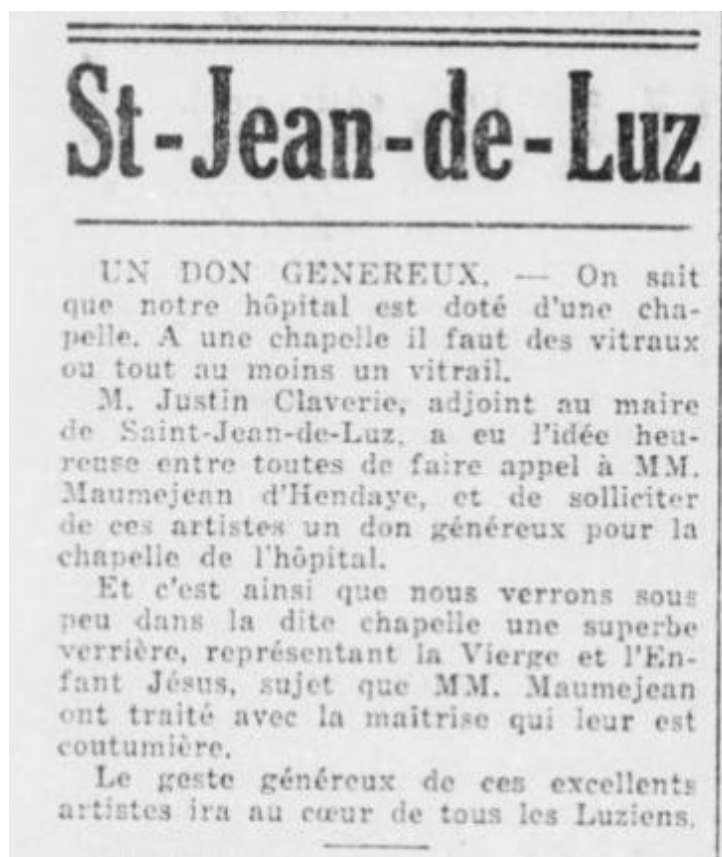 St-Jean-de-Luz
UN DON GENEREUX. — On sait
que notre hôpital est doté d'une cha-
pelle. A une chapelle il faut des vitraux
ou tout au moins un vitrail.
M. Justin Claverie, adjoint au maire
de Saint-Jean-de-Luz, a eu l'idée heu-
reuse entre toutes de faire appel à MM.
Maumejean d'Hendaye, et de solliciter
de ces artistes un don généreux pour la
chapelle de l'hôpital.
Et c'est ainsi que nous verrons sous
peu dans la dite chapelle une superbe
verrière, représentant la Vierge et l'En-
fant Jésus, sujet que MM. Maumejean
ont traité avec la maîtrise qui leur est
coutumière.
Le geste généreux de ces excellents
artistes ira au cœur de tous les Luziens.